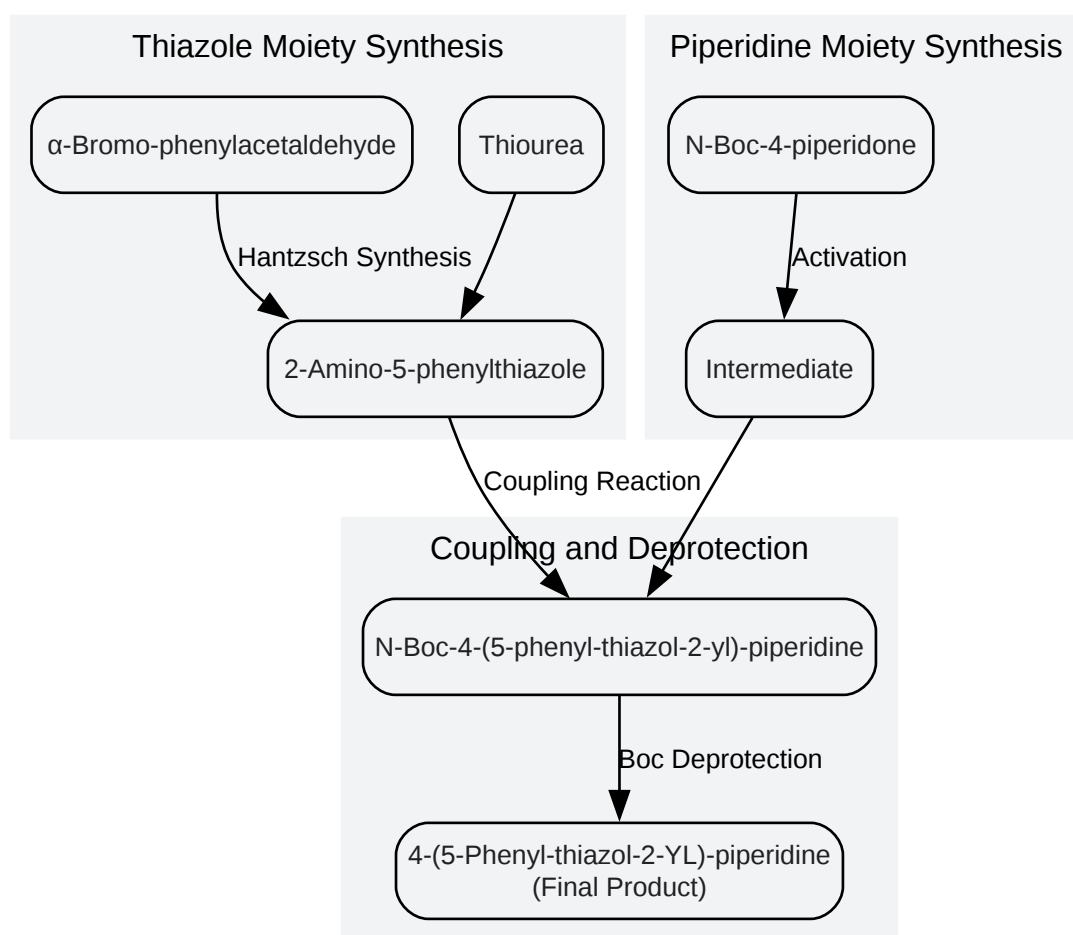 Thiazole Moiety Synthesis
Piperidine Moiety Synthesis
α-Bromo-phenylacetaldehyde
Thiourea
N-Boc-4-piperidone
Hantzsch Synthesis
Activation
2-Amino-5-phenylthiazole
Intermediate
Coupling Reaction
Coupling and Deprotection
N-Boc-4-(5-phenyl-thiazol-2-yl)-piperidine
Boc Deprotection
4-(5-Phenyl-thiazol-2-YL)-piperidine
(Final Product)